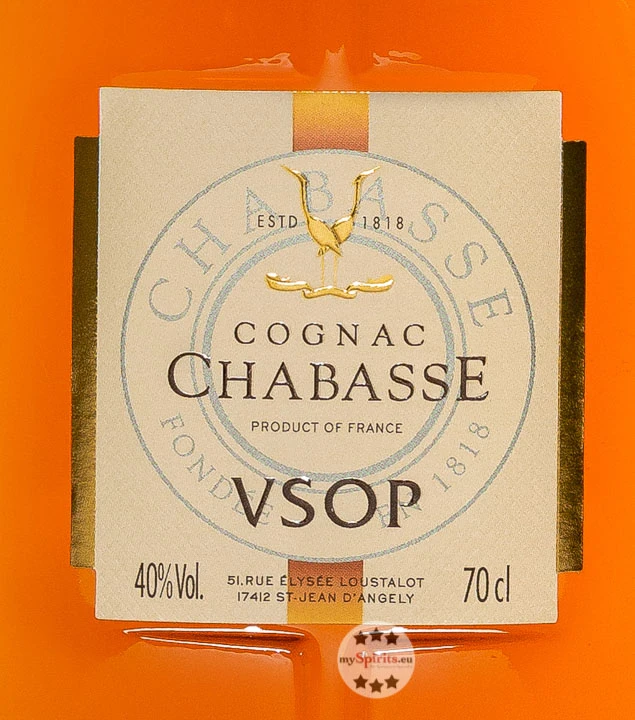 CHABASSE
ESTD 1818
COGNAC
CHABASSE
PRODUCT OF FRANCE
FONDÉE EN 1818
VSOP
40% Vol.
51.RUE ÉLYSÉE LOUSTALOT
17412 ST-JEAN D'ANGELY
70 cl
mySpirits.eu